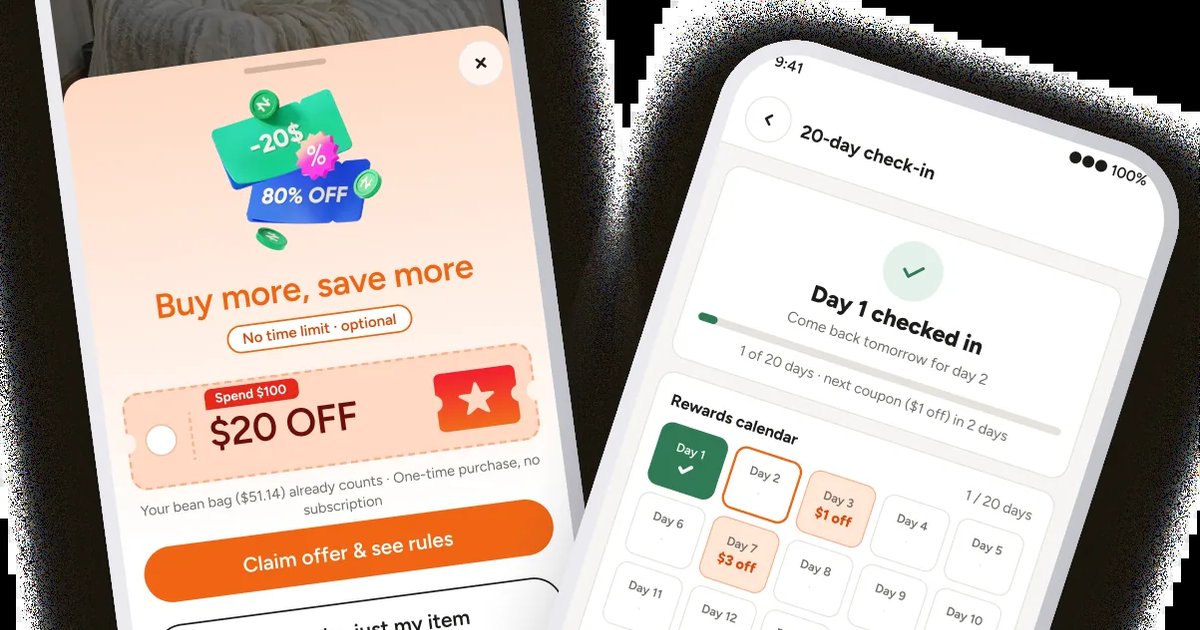 -20$
%
80% OFF
Buy more, save more
No time limit · optional
Spend $100
$20 OFF
Your bean bag ($51.14) already counts · One-time purchase, no
subscription
Claim offer & see rules
just my item
9:41
100%
20-day check-in
Day 1 checked in
Come back tomorrow for day 2
1 of 20 days · next coupon ($1 off) in 2 days
Rewards calendar
1 / 20 days
Day 1
Day 2
Day 3
$1 off
Day 4
Day 5
Day 6
Day 7
$3 off
Day 8
Day 9
Day 10
Day 11
Day 12